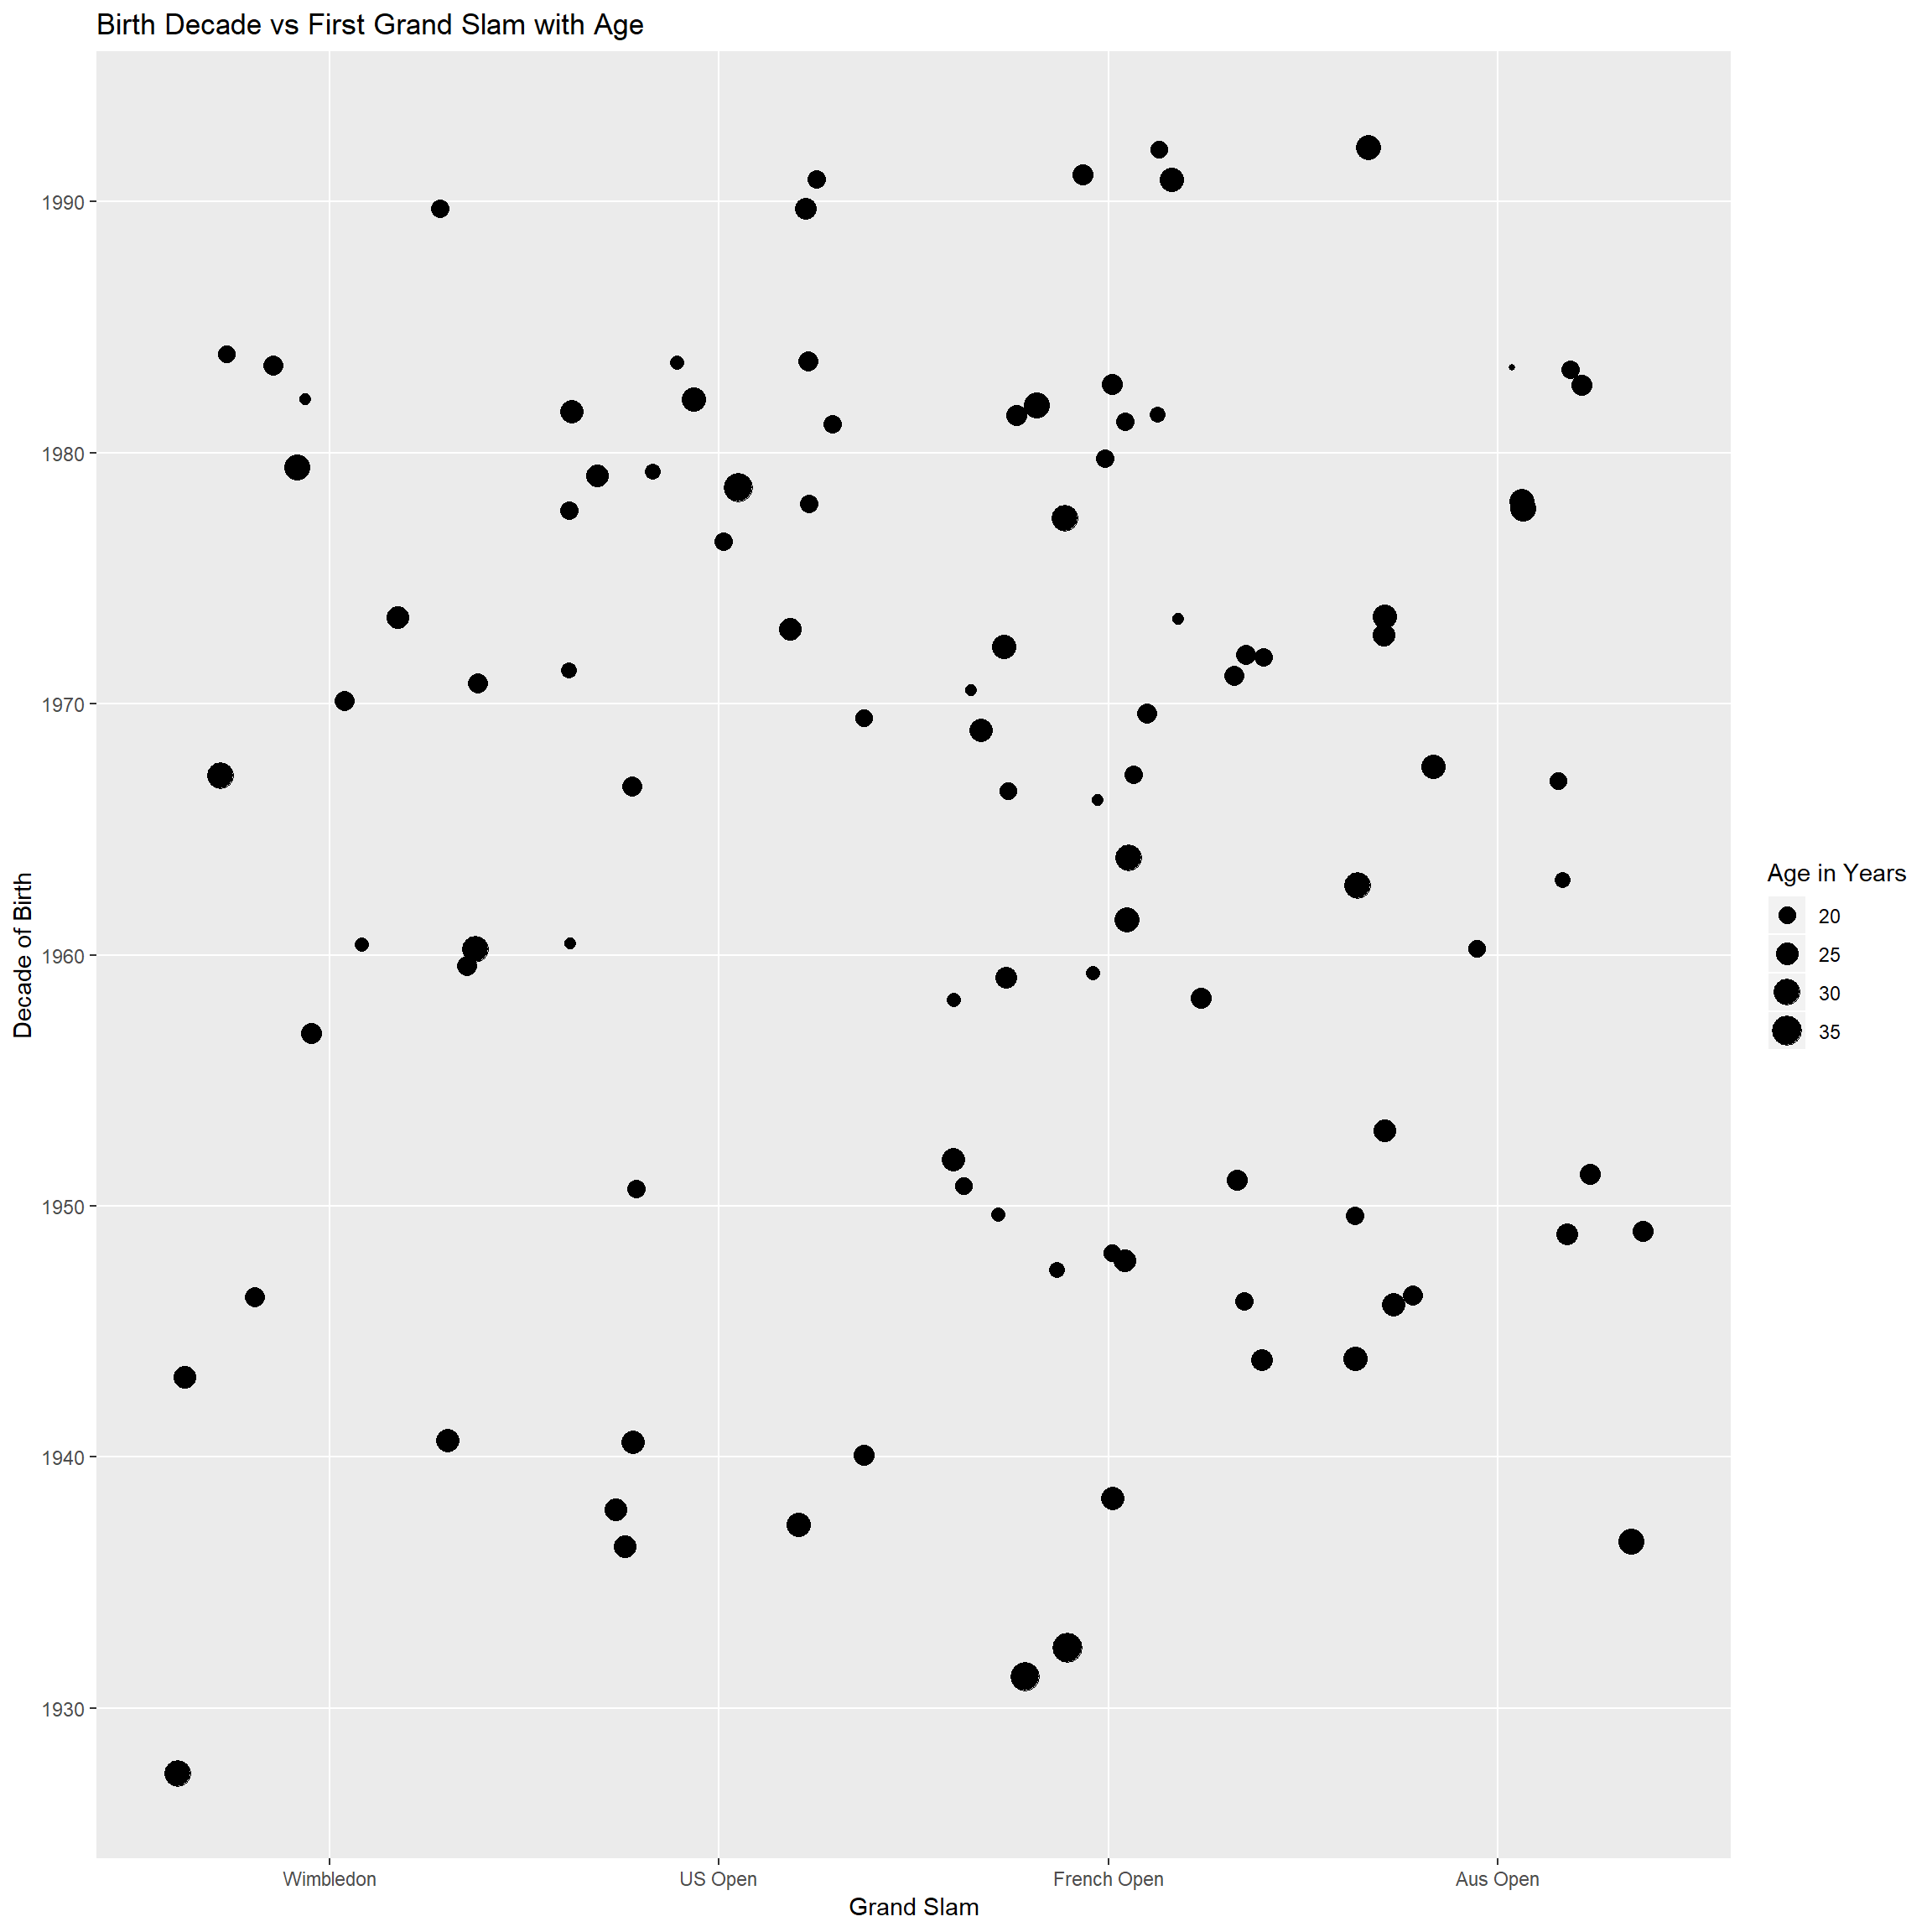 Birth Decade vs First Grand Slam with Age
Decade of Birth
1990
1980
1970
1960
1950
1940
1930
Wimbledon
US Open
French Open
Aus Open
Grand Slam
Age in Years
20
25
30
35